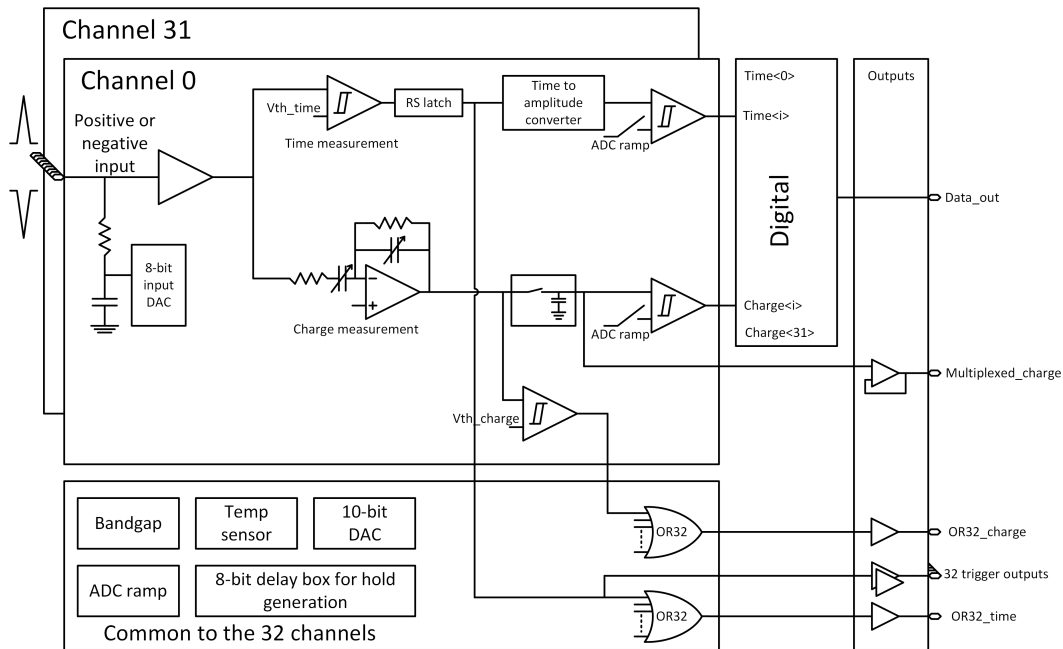 Channel 31
Channel 0
Positive or
negative
input
8-bit
input
DAC
Vth_time
Time measurement
RS latch
Time to
amplitude
converter
ADC ramp
Charge measurement
ADC ramp
Vth_charge
Time<0>
Time<i>
Digital
Charge<i>
Charge<31>
Outputs
Data_out
Multiplexed_charge
OR32_charge
32 trigger outputs
OR32_time
OR32
OR32
Bandgap
Temp
sensor
10-bit
DAC
ADC ramp
8-bit delay box for hold
generation
Common to the 32 channels